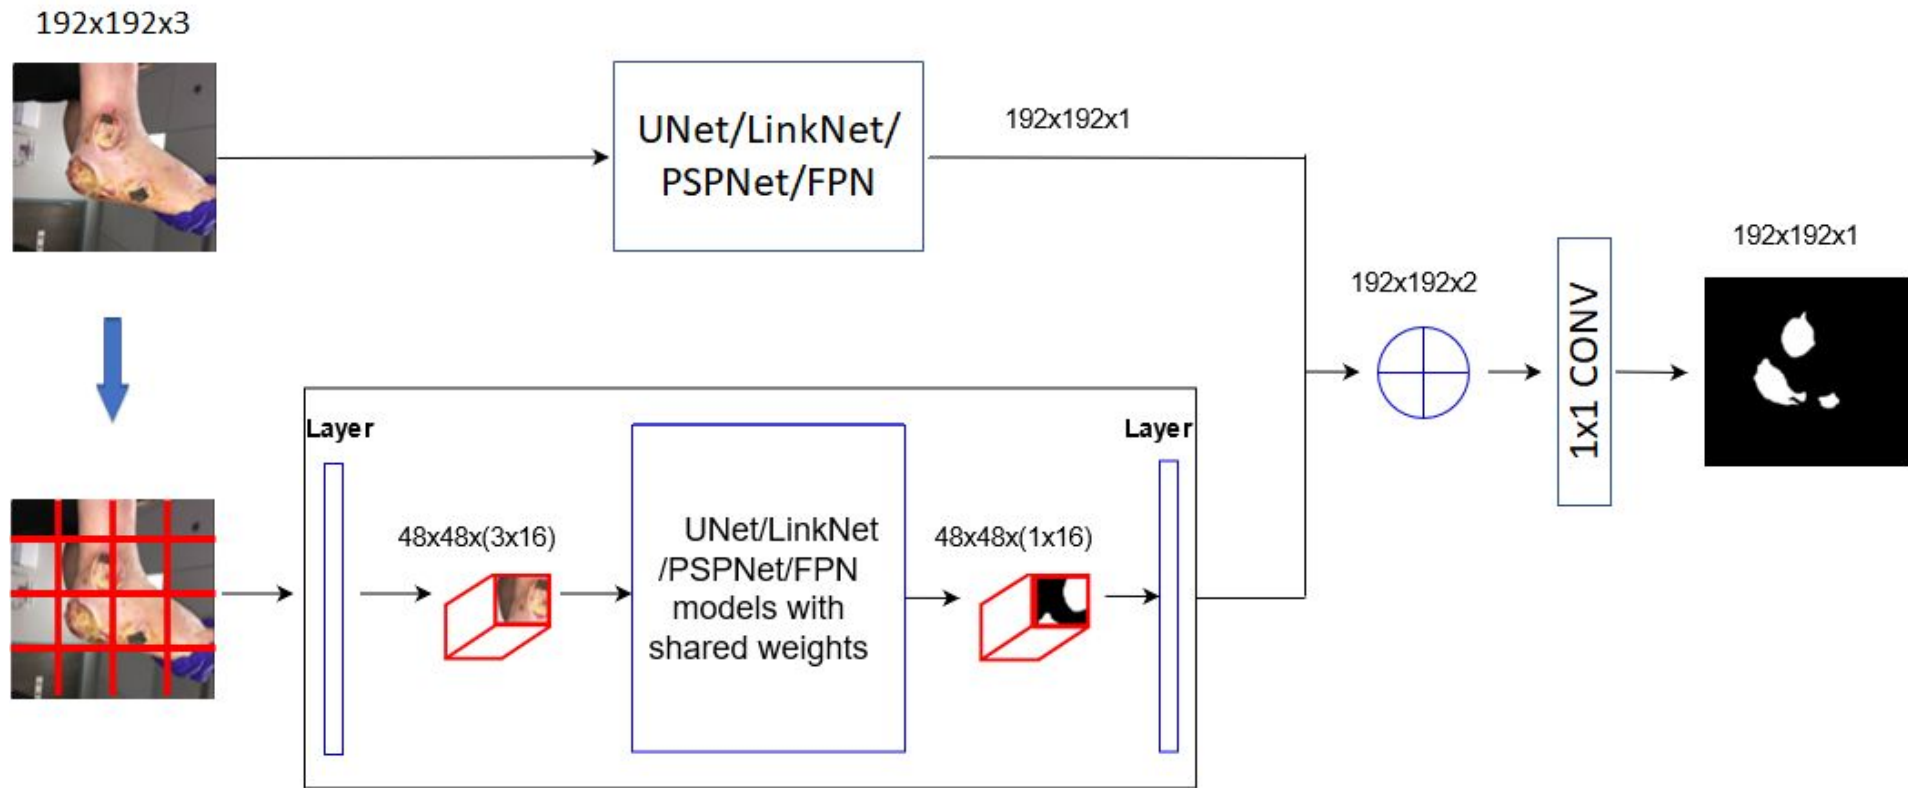 192x192x3
UNet/LinkNet/
PSPNet/FPN
192x192x1
192x192x2
1x1 CONV
192x192x1
Layer
48x48x(3x16)
UNet/LinkNet
/PSPNet/FPN
models with
shared weights
48x48x(1x16)
Layer